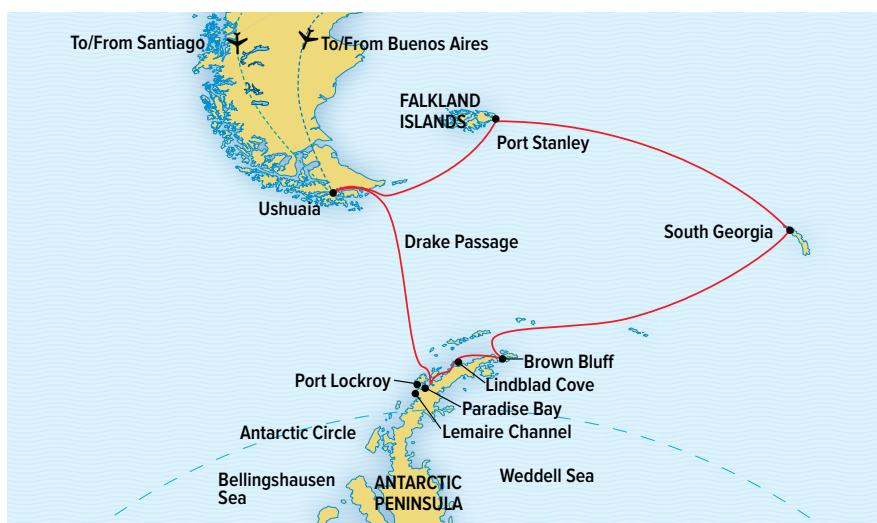 To/From Santiago
To/From Buenos Aires
FALKLAND
ISLANDS
Port Stanley
Ushuaia
South Georgia
Drake Passage
Brown Bluff
Port Lockroy
Lindblad Cove
Paradise Bay
Antarctic Circle
Lemaire Channel
Bellingshausen
Sea
ANTARCTIC
PENINSULA
Weddell Sea